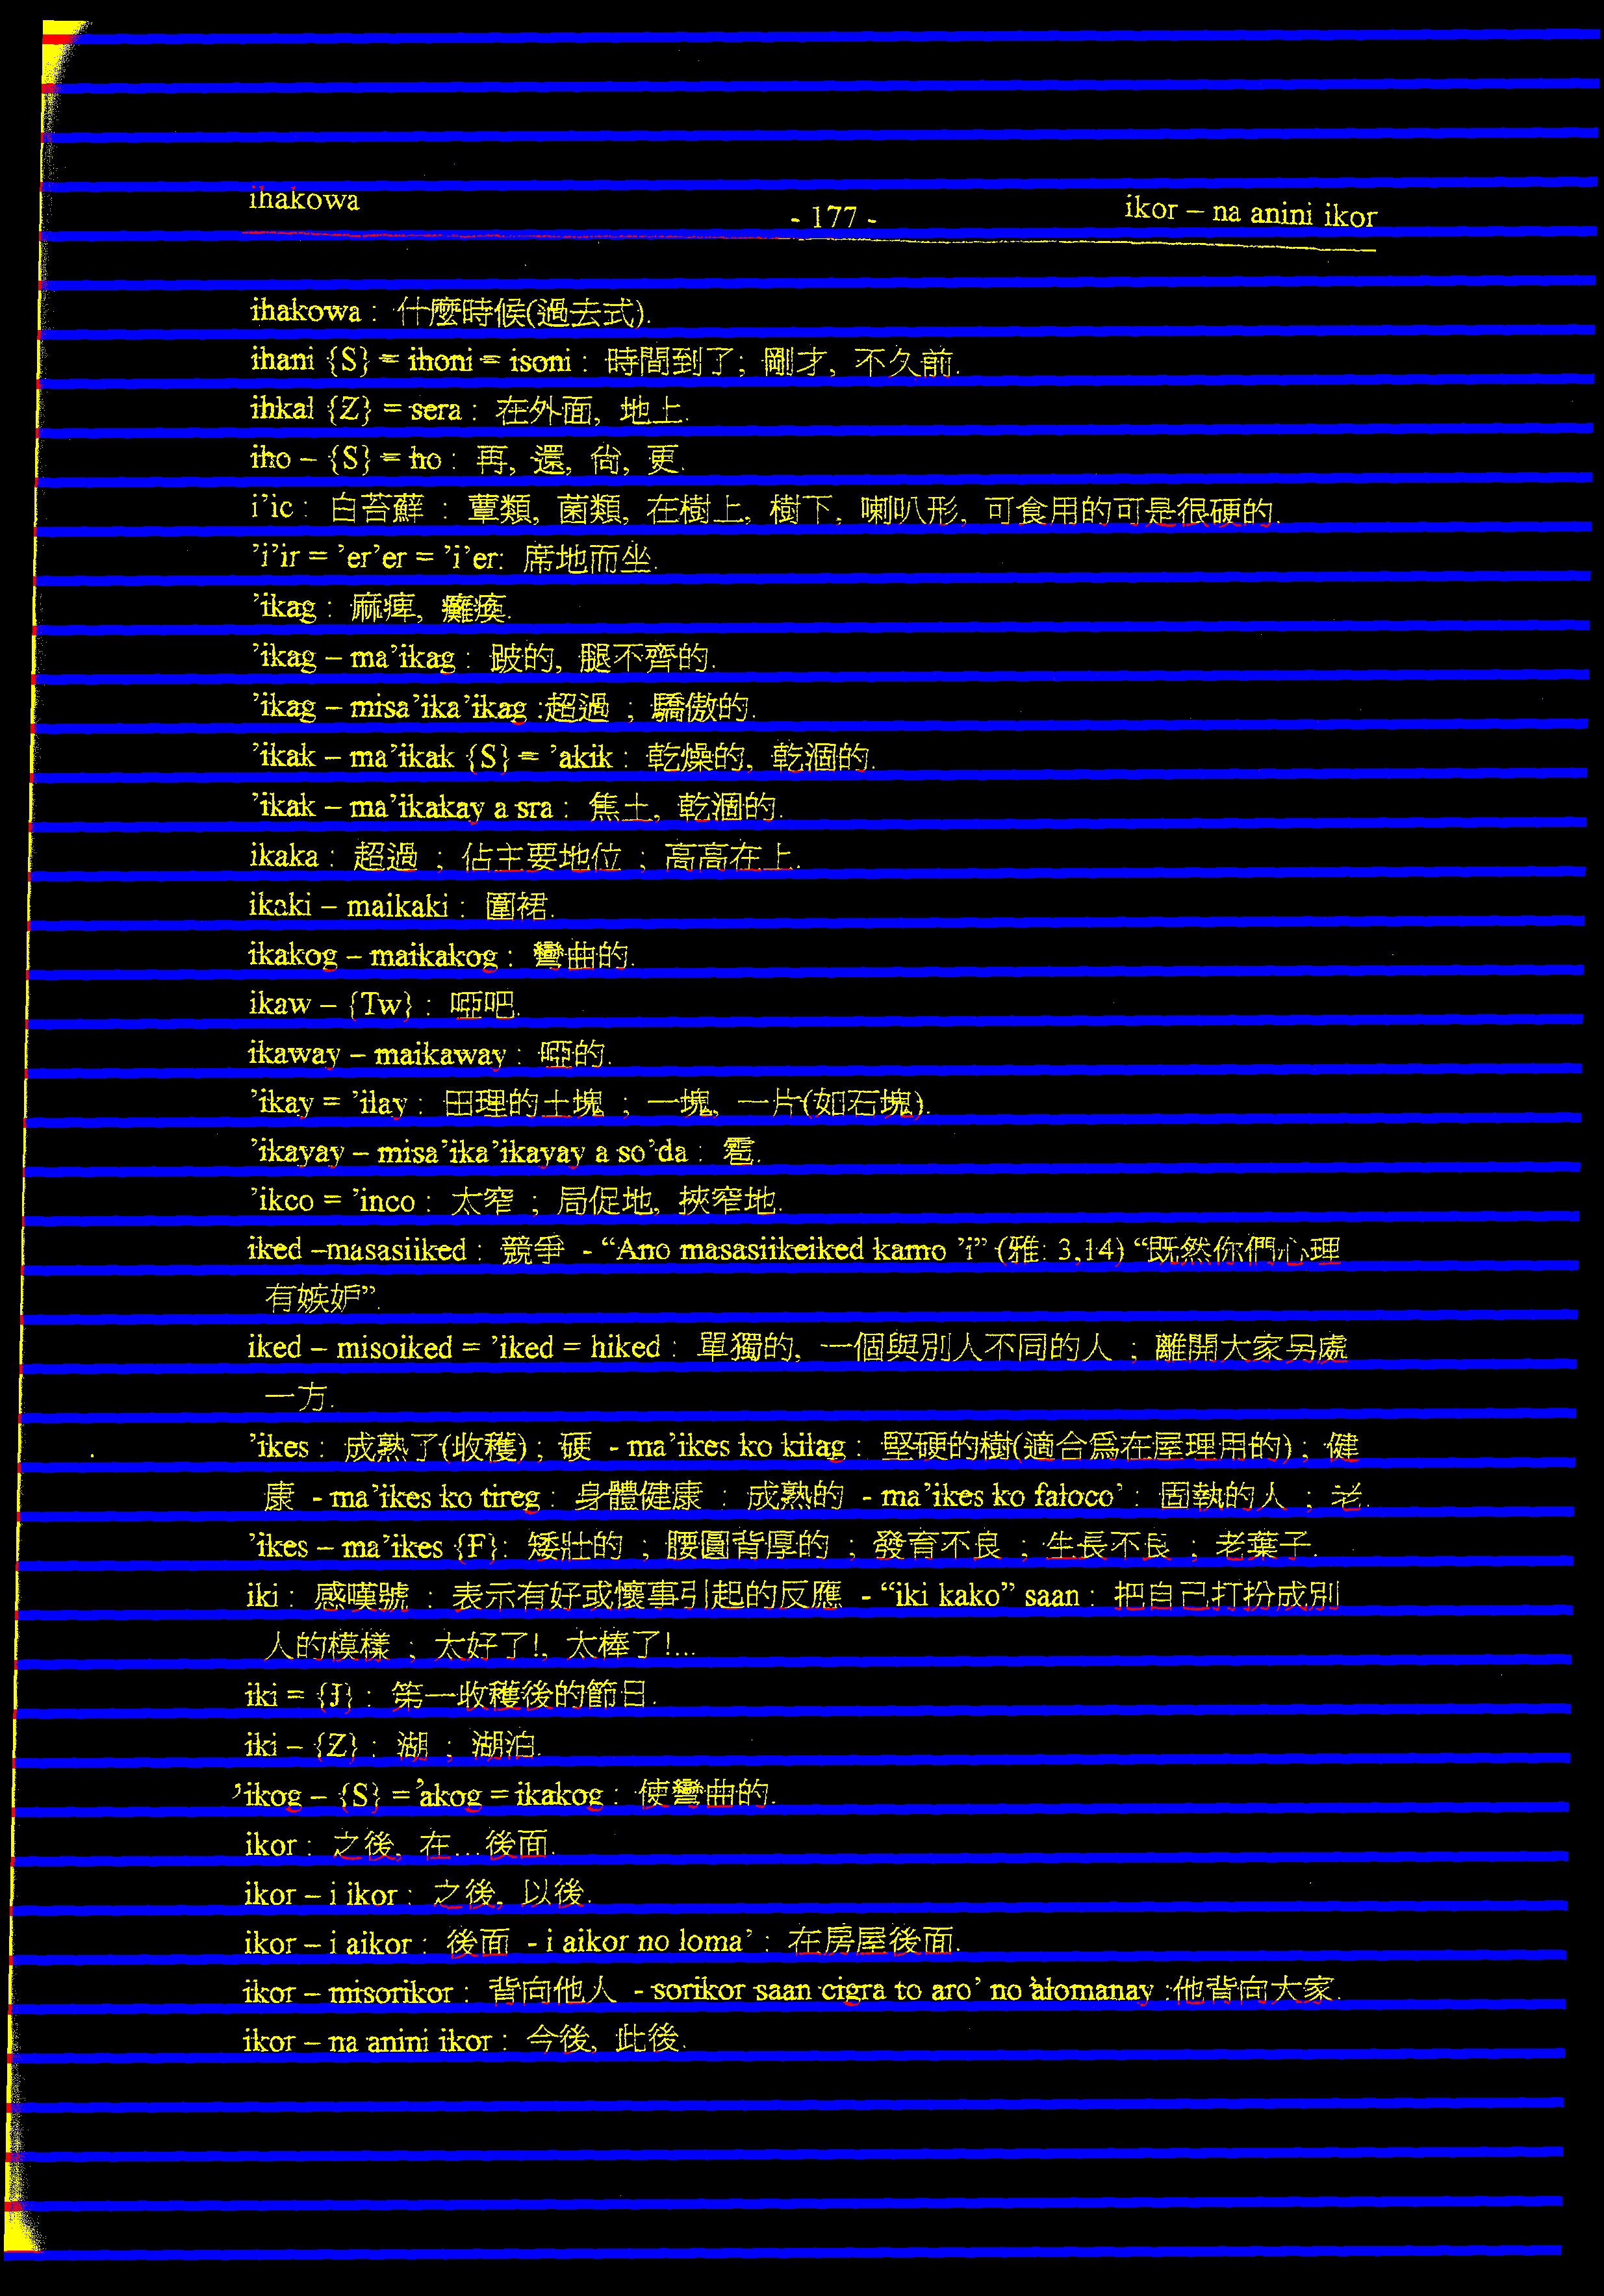 ihakowa
- 177 -
ikor – na anini ikor
ihakowa : 什麼時候(過去式).
ihani {S} = ihoni = isoni : 時間到了; 剛才, 不久前.
ihkal {Z} = sera : 在外面, 地上.
iho – {S} = ho : 再, 還, 尙, 更.
i’ic : 白苔蘚 : 蕈類, 菌類, 在樹上, 樹下, 喇叭形, 可食用的可是很硬的.
’i’ir = ’er’er = ’i’er: 席地而坐.
’ikag : 麻痺, 癱瘓.
’ikag – ma’ikag : 跛的, 腿不齊的.
’ikag – misa’ika’ikag :超過 ; 驕傲的.
’ikak – ma’ikak {S} = ’akik : 乾燥的, 乾涸的.
’ikak – ma’ikakay a sra : 焦土, 乾涸的.
ikaka : 超過 ; 佔主要地位 ; 高高在上.
ikaki – maikaki : 圍裙.
ikakog – maikakog : 彎曲的.
ikaw – {Tw} : 啞吧.
ikaway – maikaway : 啞的.
’ikay = ’ilay : 田理的土塊 ; 一塊, 一片(如石塊).
’ikayay – misa’ika’ikayay a so’da : 雹.
’ikco = ’inco : 太窄 ; 局促地, 挾窄地.
iked –masasiiked : 競爭 - “Ano masasiikeiked kamo ’i” (雅: 3,14) “既然你們心理
有嫉妒”.
iked – misoiked = ’iked = hiked : 單獨的, 一個與別人不同的人 ; 離開大家另處
一方.
’ikes : 成熟了(收穫) ; 硬 - ma’ikes ko kilag : 堅硬的樹(適合爲在屋理用的) ; 健
康 - ma’ikes ko tireg : 身體健康 : 成熟的 - ma’ikes ko faloco’ : 固執的人 ; 老.
’ikes – ma’ikes {F}: 矮壯的 ; 腰圓背厚的 ; 發育不良 ; 生長不良 ; 老葉子.
iki : 感嘆號 : 表示有好或懷事引起的反應 - “iki kako” saan : 把自己打扮成別
人的模樣 ; 太好了!, 太棒了!...
iki = {J} : 第一收穫後的節日.
iki – {Z} : 湖 ; 湖泊.
’ikog – {S} =’akog = ikakog : 使彎曲的.
ikor : 之後, 在…後面.
ikor – i ikor : 之後, 以後.
ikor – i aikor : 後面 - i aikor no loma’ : 在房屋後面.
ikor – misorikor : 背向他人 - sorikor saan cigra to aro’ no ’alomanay :他背向大家.
ikor – na anini ikor : 今後, 此後.